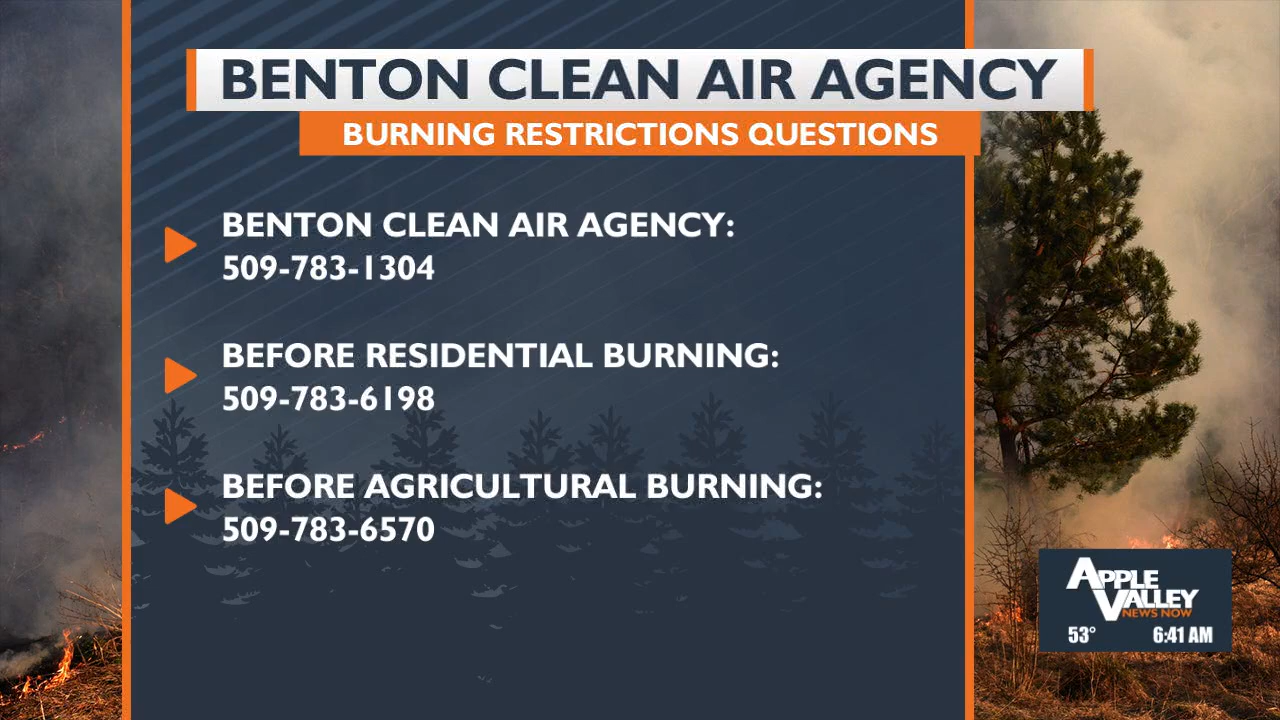 BENTON CLEAN AIR AGENCY
BURNING RESTRICTIONS QUESTIONS
BENTON CLEAN AIR AGENCY:
509-783-1304
BEFORE RESIDENTIAL BURNING:
509-783-6198
BEFORE AGRICULTURAL BURNING:
509-783-6570
APPLE
VALLEY
NEWS NOW
53° 6:41 AM